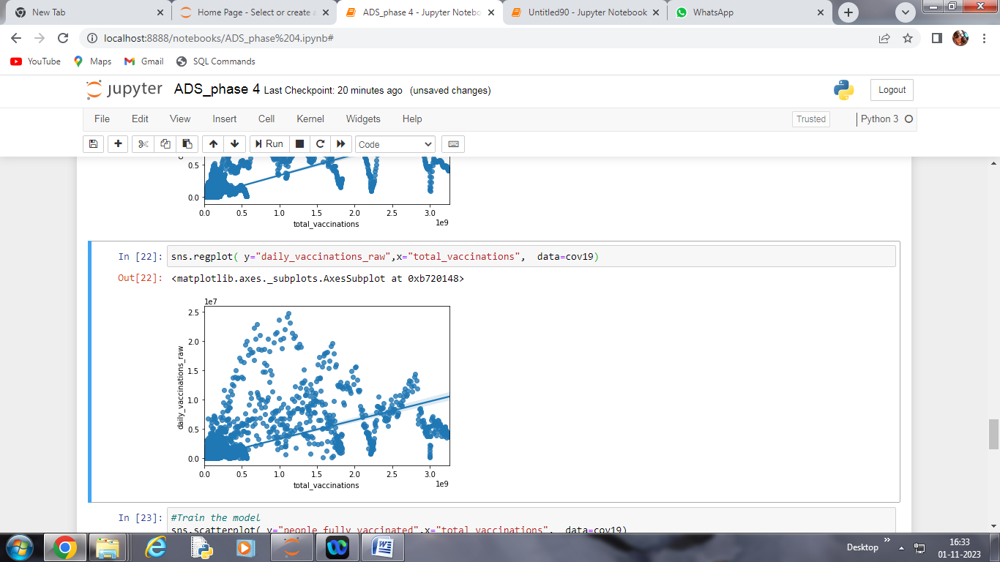 New Tab
Home Page - Select or create a
ADS_phase 4 - Jupyter Notebo
Untitled90 - Jupyter Notebook
WhatsApp
localhost:8888/notebooks/ADS_phase%204.ipynb#
YouTube
Maps
Gmail
SQL Commands
jupyter
ADS_phase 4 Last Checkpoint: 20 minutes ago (unsaved changes)
Logout
File
Edit
View
Insert
Cell
Kernel
Widgets
Help
Trusted
Python 3
Run
Code
0.5
0.0
0.0 0.5 1.0 1.5 2.0 2.5 3.0
total_vaccinations
1e9
In [22]:
sns.regplot( y="daily_vaccinations_raw",x="total_vaccinations",  data=cov19)
Out[22]:
<matplotlib.axes._subplots.AxesSubplot at 0xb720148>
1e7
2.5
2.0
1.5
1.0
0.5
0.0
daily_vaccinations_raw
0.0 0.5 1.0 1.5 2.0 2.5 3.0
total_vaccinations
1e9
In [23]:
#Train the model
sns.scatterplot( y="people_fully_vaccinated",x="total_vaccinations",  data=cov19)
Desktop
16:33
01-11-2023